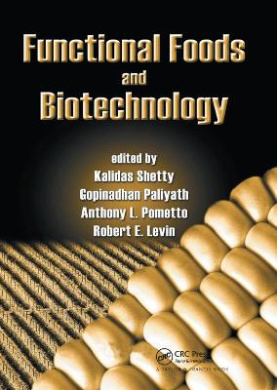 Functional Foods
and
Biotechnology
edited by
Kalidas Shetty
Gopinadhan Paliyath
Anthony L. Pometto
Robert E. Levin
CRC Press